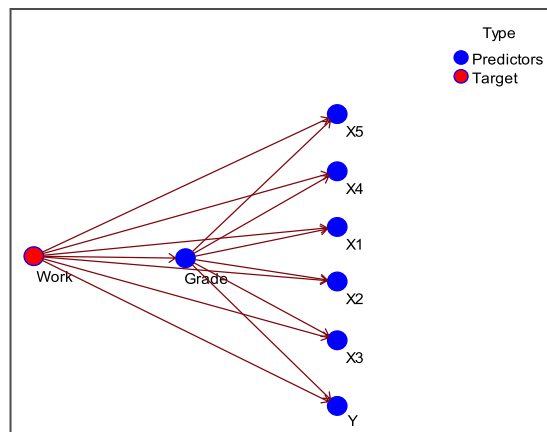 Type
Predictors
Target
X5
X4
X1
Work
Grade
X2
X3
Y